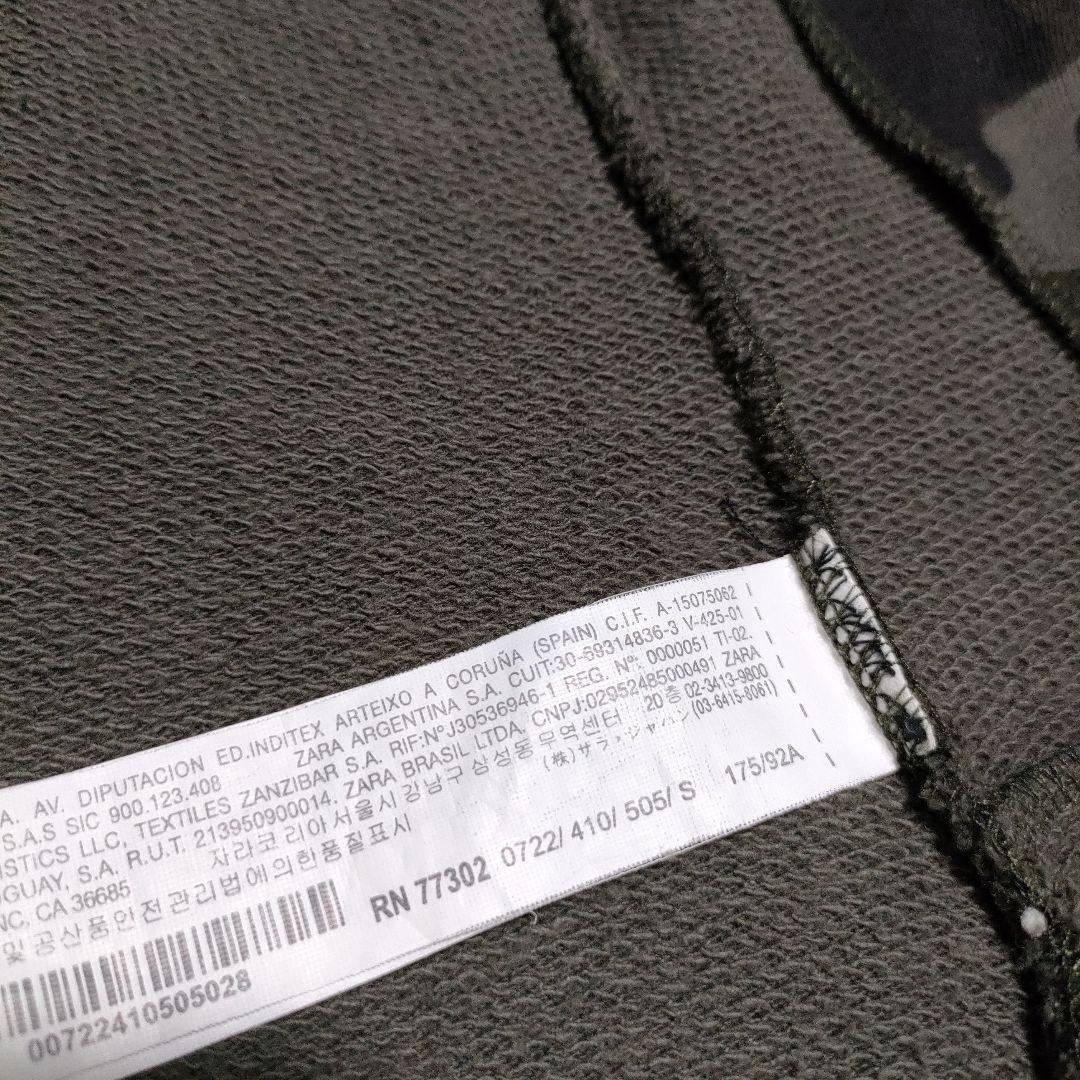 A. AV. DIPUTACION ED.INDITEX ARTEIXO A CORUÑA (SPAIN) C.I.F. A-15075062
S.A.S SIC 900.123.408 ZARA ARGENTINA S.A. CUIT:30-69314836-3 V-425-01
ISTICS LLC, TEXTILES ZANZIBAR S.A. RIF:NºJ30536946-1 REG. Nº: 0000051 TI-02.
GUAY, S.A. R.U.T. 213950900014, ZARA BRASIL LTDA. CNPJ:02952485000491 ZARA
NC, CA 36685 자라코리아서울시 강남구 삼성동 무역센터 20層 02-3413-9800
및공산품안전관리법에의한품질표시 (株)サラ・ジャパン (03-6415-8061)
RN 77302 0722/ 410/ 505/ S 175/92A
00722410505028